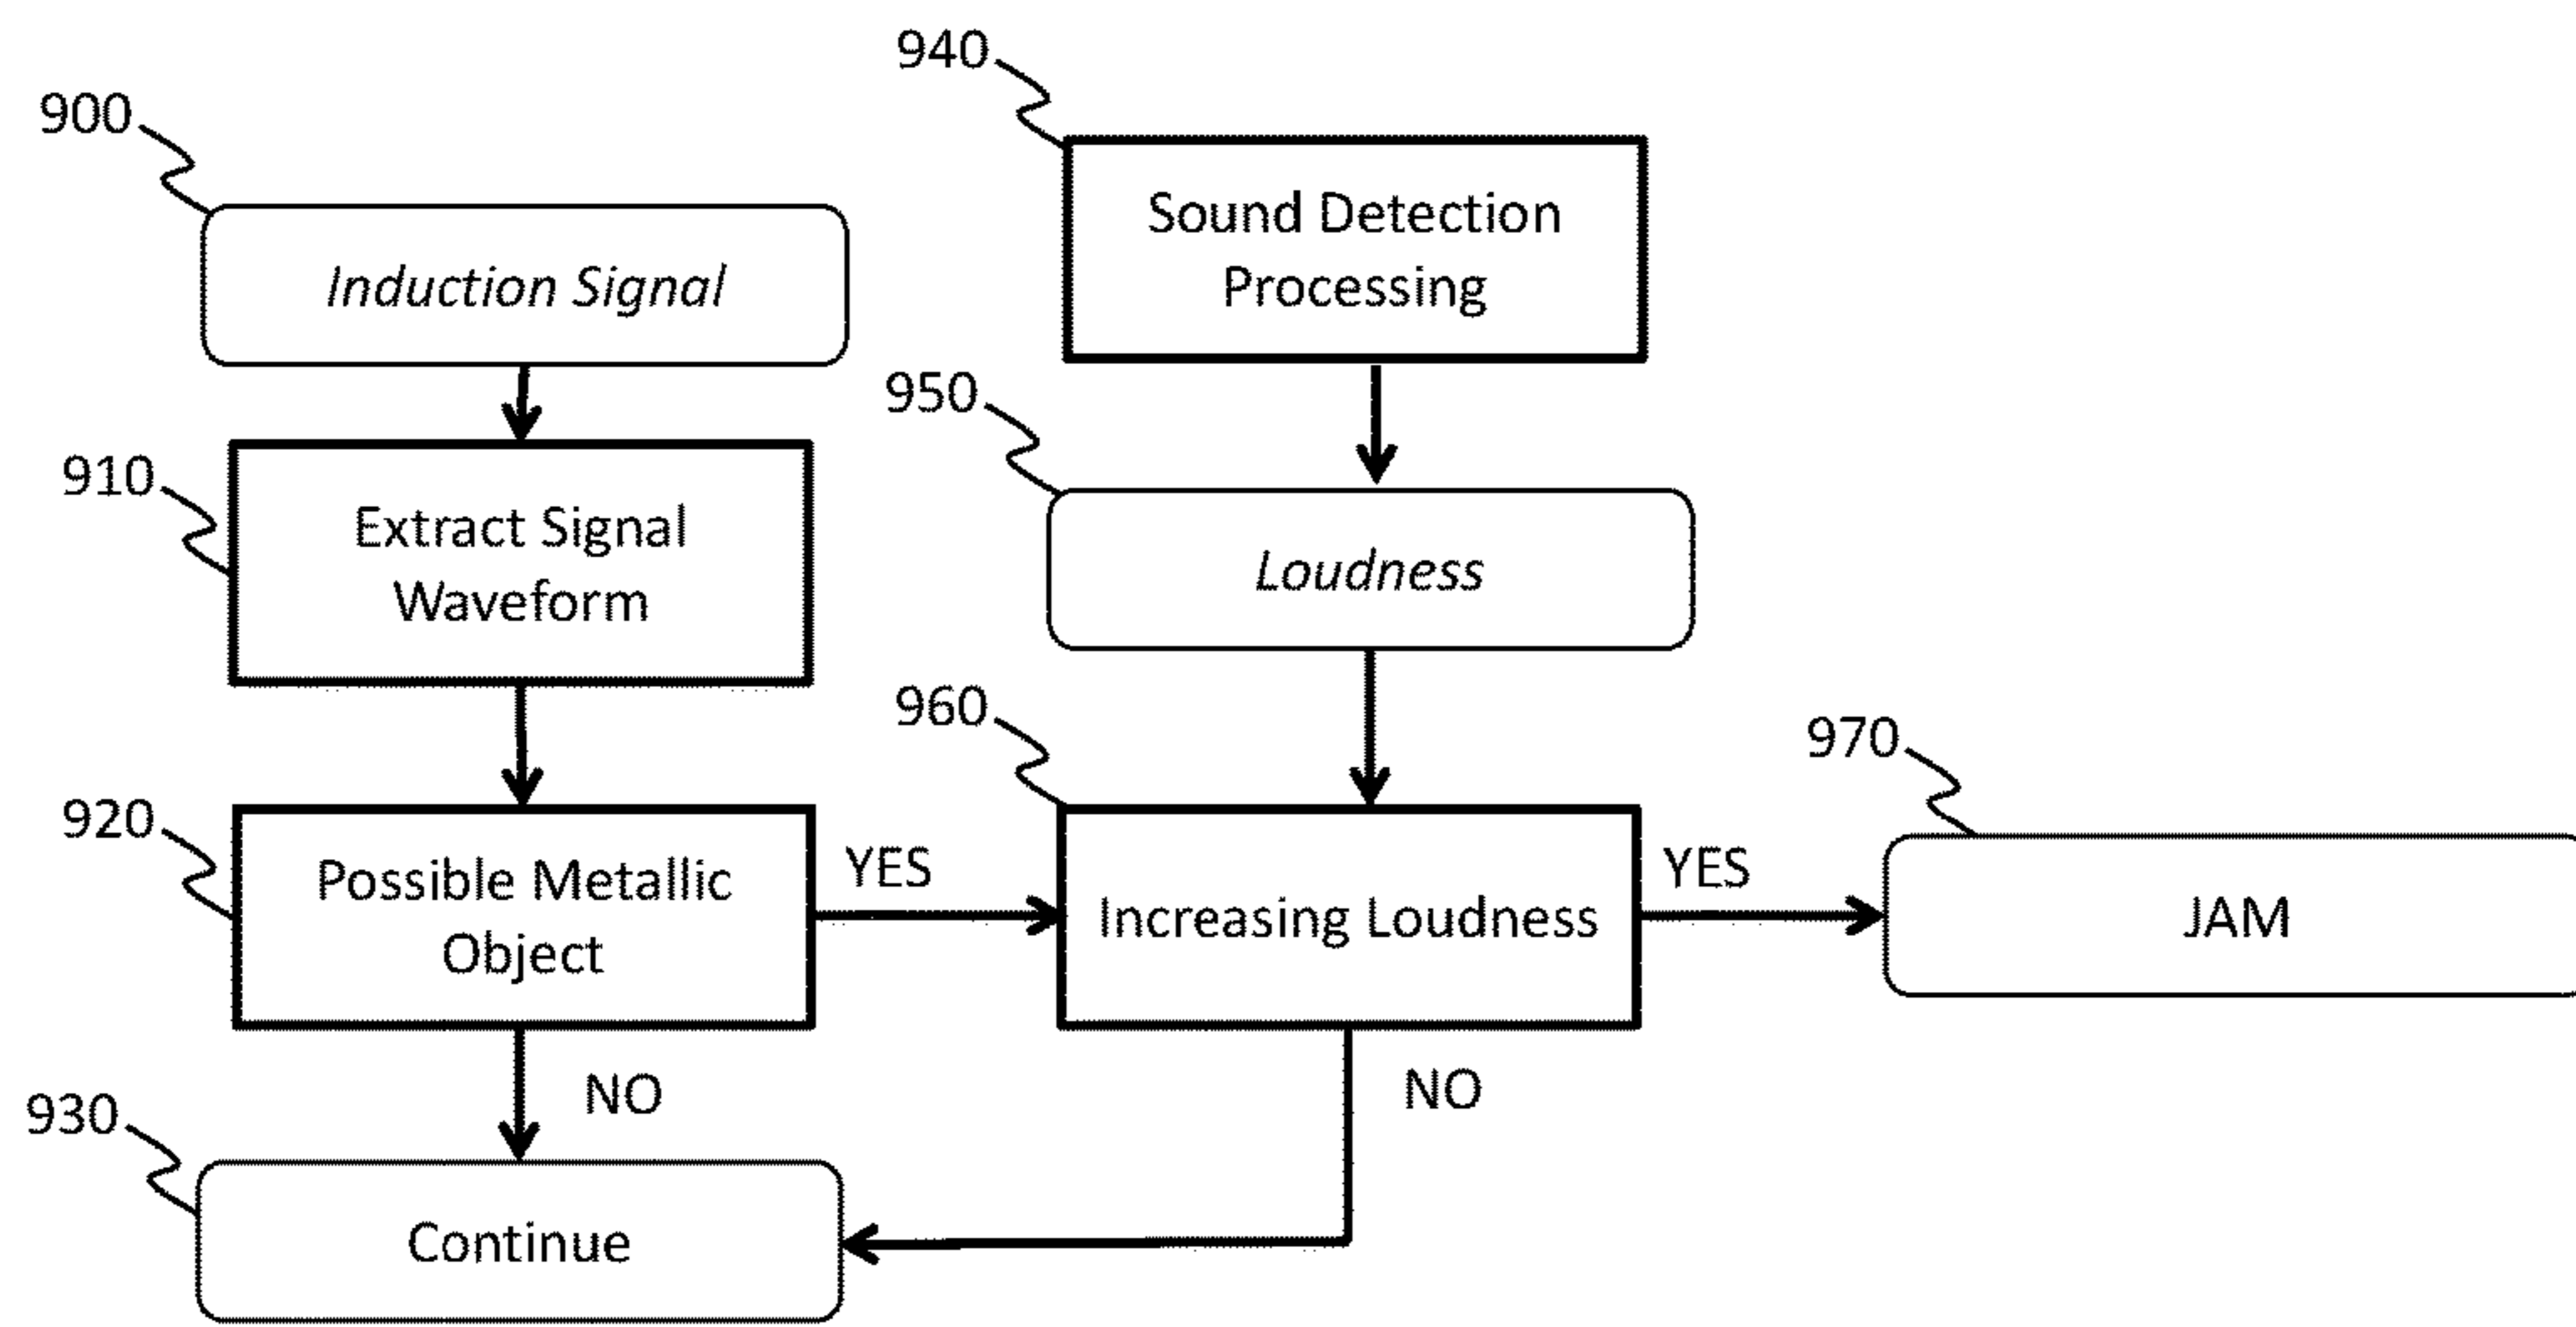 940
900
Sound Detection
Processing
Induction Signal
950
910
Extract Signal
Waveform
Loudness
960
970
920
Possible Metallic
Object
YES
Increasing Loudness
YES
JAM
NO
NO
930
Continue